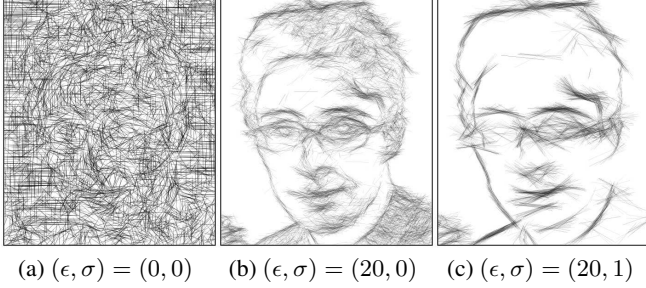 (a) (ϵ, σ) = (0, 0) (b) (ϵ, σ) = (20, 0) (c) (ϵ, σ) = (20, 1)